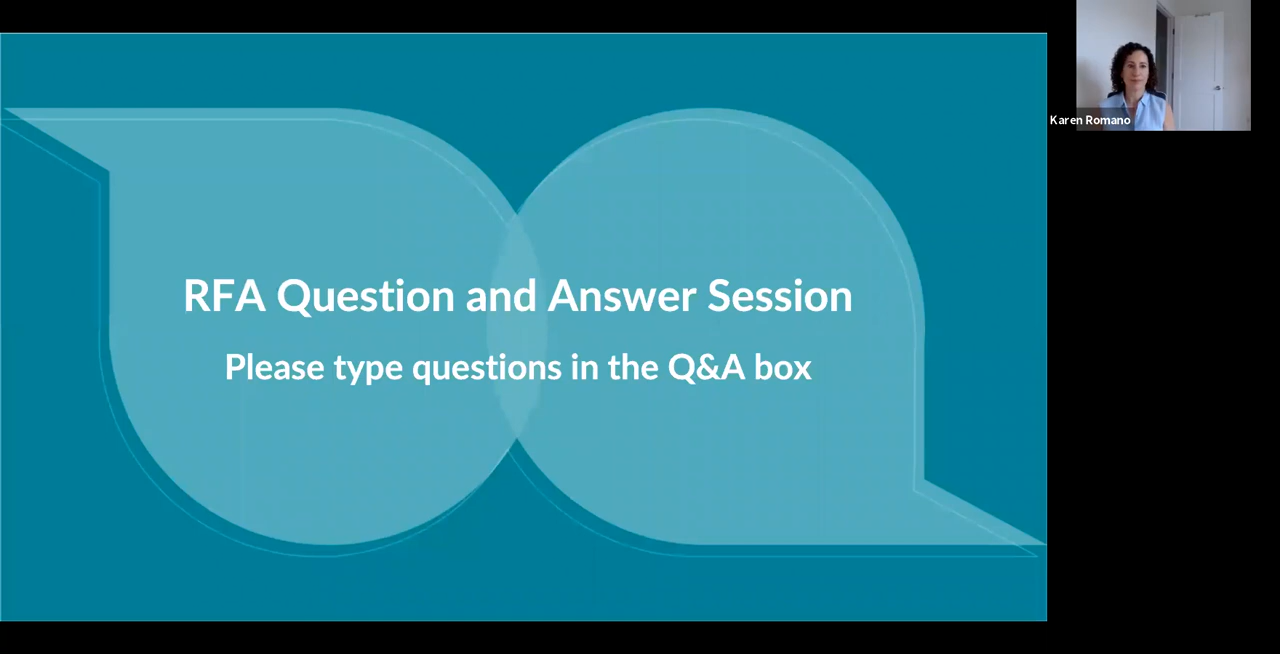 RFA Question and Answer Session
Please type questions in the Q&A box
Karen Romano